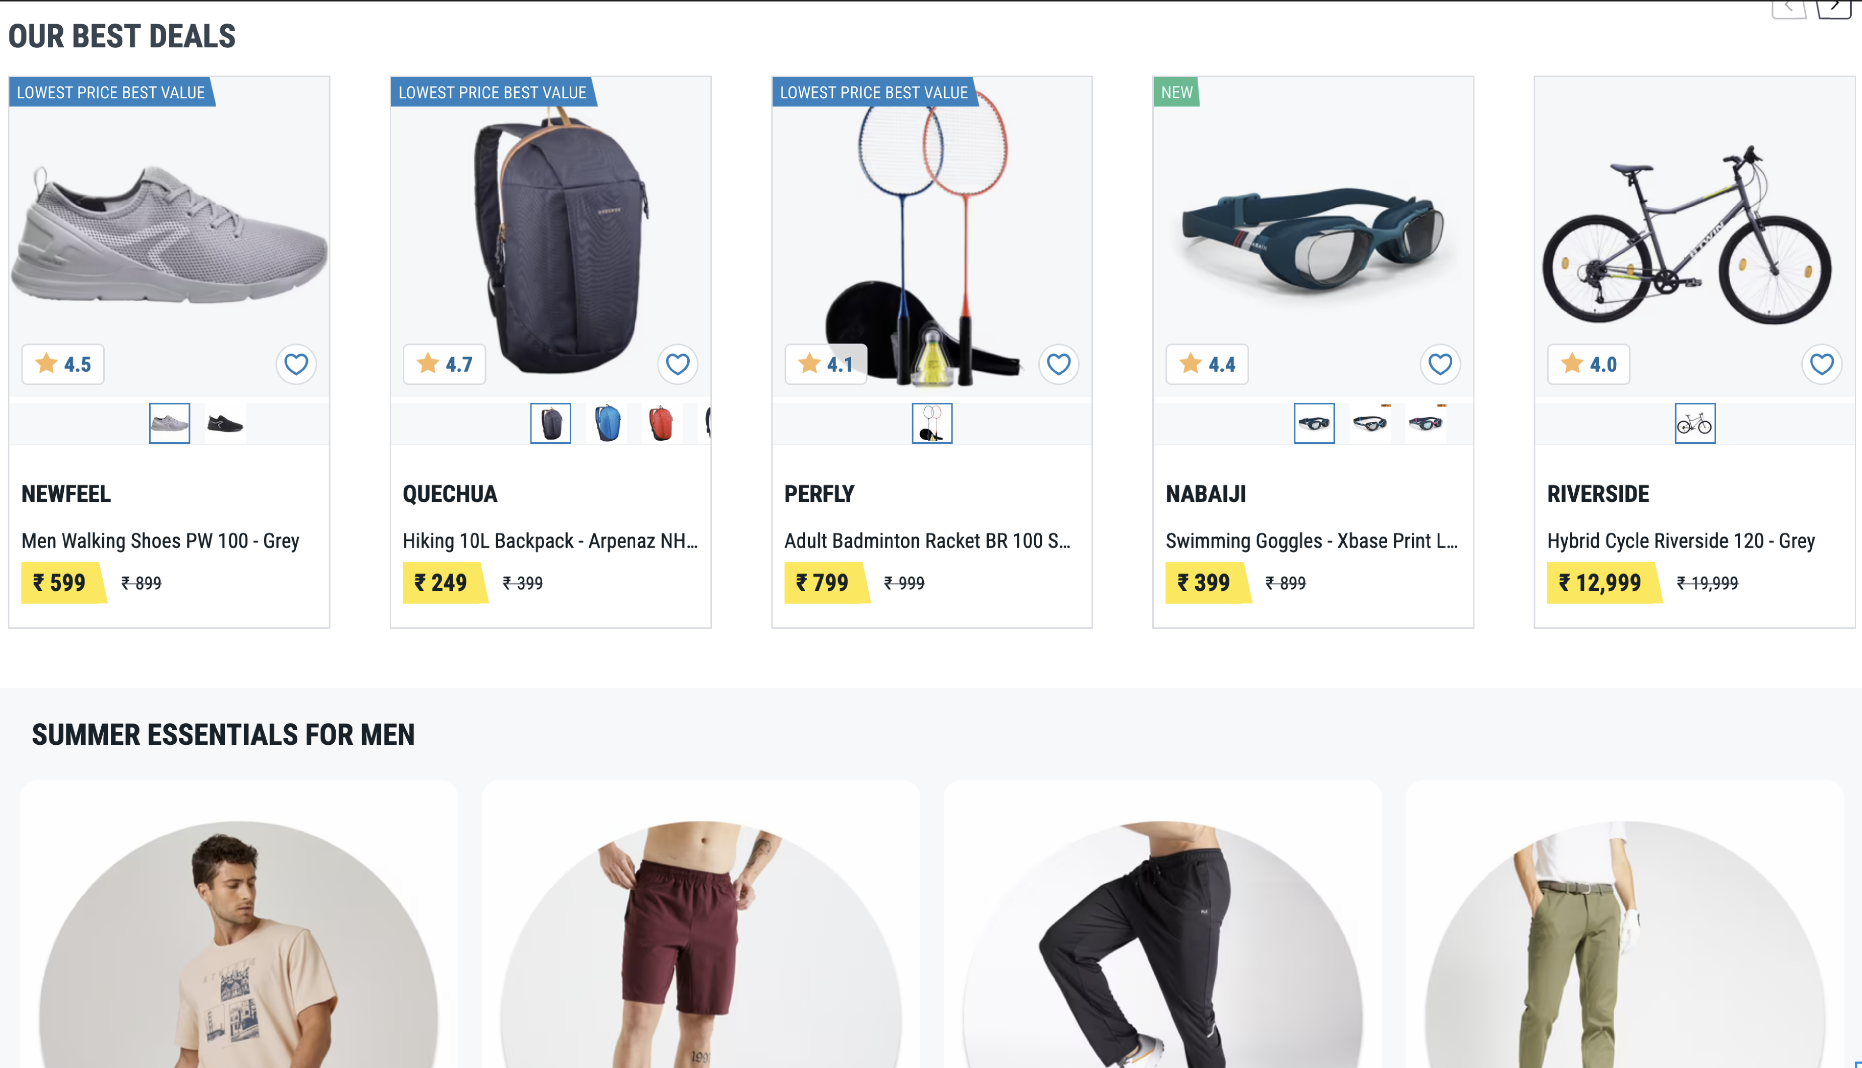 OUR BEST DEALS
LOWEST PRICE BEST VALUE
4.5
NEWFEEL
Men Walking Shoes PW 100 - Grey
₹ 599 ₹ 899
LOWEST PRICE BEST VALUE
QUECHUA
4.7
QUECHUA
Hiking 10L Backpack - Arpenaz NH...
₹ 249 ₹ 399
LOWEST PRICE BEST VALUE
4.1
PERFLY
Adult Badminton Racket BR 100 S...
₹ 799 ₹ 999
NEW
NABAIJI
4.4
NABAIJI
Swimming Goggles - Xbase Print L...
₹ 399 ₹ 899
BTWIN
4.0
RIVERSIDE
Hybrid Cycle Riverside 120 - Grey
₹ 12,999 ₹ 19,999
SUMMER ESSENTIALS FOR MEN